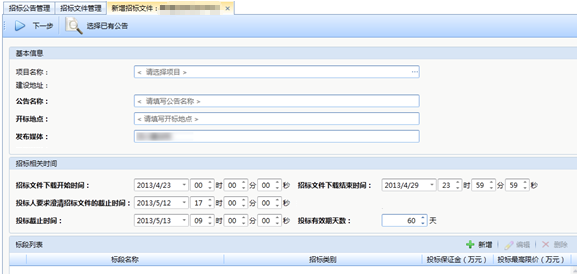 招标公告管理 招标文件管理 新增招标文件：
下一步 选择已有公告
基本信息
项目名称： < 请选择项目 > ...
建设地址：
公告名称： < 请填写公告名称 >
开标地点： < 请填写开标地点 >
发布媒体：
招标相关时间
招标文件下载开始时间： 2013/4/23 00 时 00 分 00 秒 招标文件下载结束时间： 2013/4/29 23 时 59 分 59 秒
投标人要求澄清招标文件的截止时间： 2013/5/12 17 时 00 分 00 秒
投标截止时间： 2013/5/13 09 时 00 分 00 秒 投标有效期天数： 60 天
标段列表 新增 编辑 删除
标段名称 招标类别 投标保证金（万元） 投标最高限价（万元）